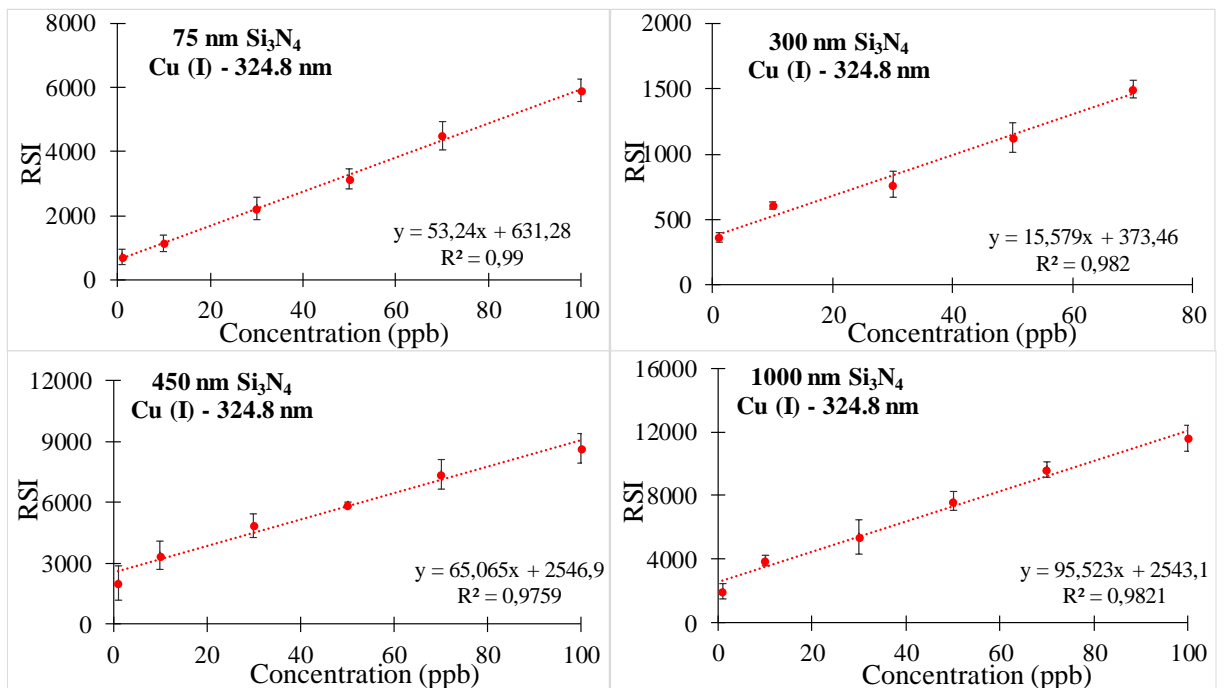 75 nm Si₃N₄
Cu (I) - 324.8 nm
8000
6000
4000
2000
0
RSI
y = 53,24x + 631,28
R² = 0,99
0 20 40 60 80 100
Concentration (ppb)
300 nm Si₃N₄
Cu (I) - 324.8 nm
2000
1500
1000
500
0
RSI
y = 15,579x + 373,46
R² = 0,982
0 20 40 60 80
Concentration (ppb)
450 nm Si₃N₄
Cu (I) - 324.8 nm
12000
9000
6000
3000
0
RSI
y = 65,065x + 2546,9
R² = 0,9759
0 20 40 60 80 100
Concentration (ppb)
1000 nm Si₃N₄
Cu (I) - 324.8 nm
16000
12000
8000
4000
0
RSI
y = 95,523x + 2543,1
R² = 0,9821
0 20 40 60 80 100
Concentration (ppb)